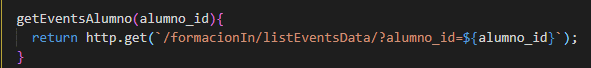 getEventsAlumno(alumno_id){
return http.get(`/formacionIn/listEventsData/?alumno_id=${alumno_id}`);
}